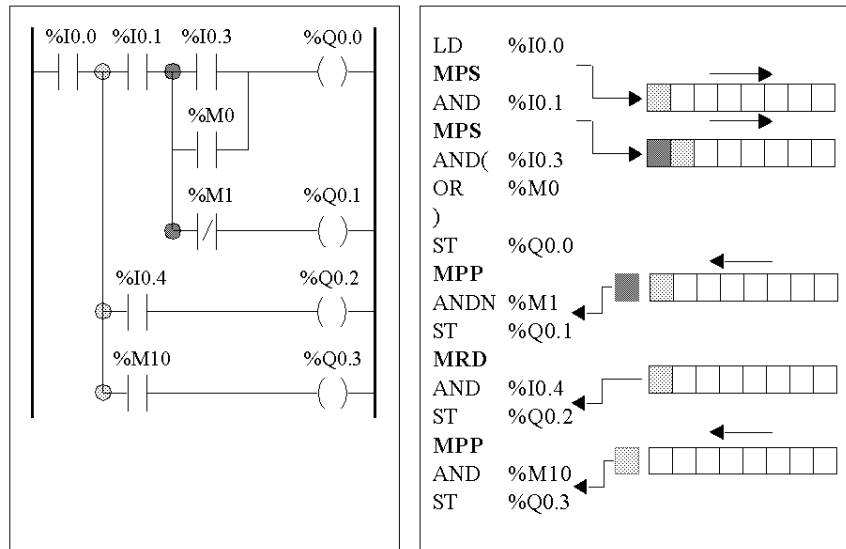 %I0.0 %I0.1 %I0.3 %Q0.0
%M0
%M1 %Q0.1
%I0.4 %Q0.2
%M10 %Q0.3
LD %I0.0
MPS
AND %I0.1
MPS
AND( %I0.3
OR %M0
)
ST %Q0.0
MPP
ANDN %M1
ST %Q0.1
MRD
AND %I0.4
ST %Q0.2
MPP
AND %M10
ST %Q0.3